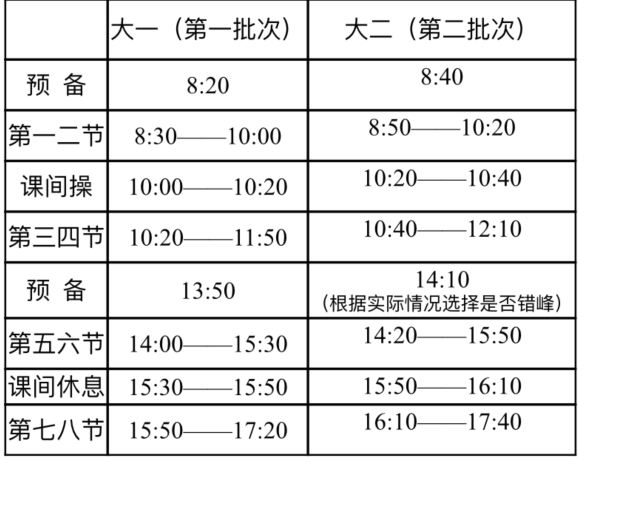 大一（第一批次） 大二（第二批次）
预 备 8:20 8:40
第一二节 8:30——10:00 8:50——10:20
课间操 10:00——10:20 10:20——10:40
第三四节 10:20——11:50 10:40——12:10
预 备 13:50 14:10
（根据实际情况选择是否错峰）
第五六节 14:00——15:30 14:20——15:50
课间休息 15:30——15:50 15:50——16:10
第七八节 15:50——17:20 16:10——17:40